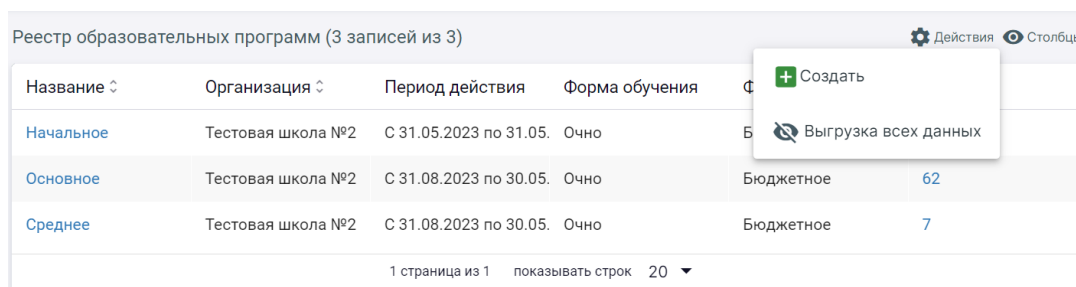 Реестр образовательных программ (3 записей из 3) Действия Столбцы
Название Организация Период действия Форма обучения
Создать
Начальное Тестовая школа №2 С 31.05.2023 по 31.05. Очно
Выгрузка всех данных
Основное Тестовая школа №2 С 31.08.2023 по 30.05. Очно Бюджетное 62
Среднее Тестовая школа №2 С 31.08.2023 по 30.05. Очно Бюджетное 7
1 страница из 1 показывать строк 20